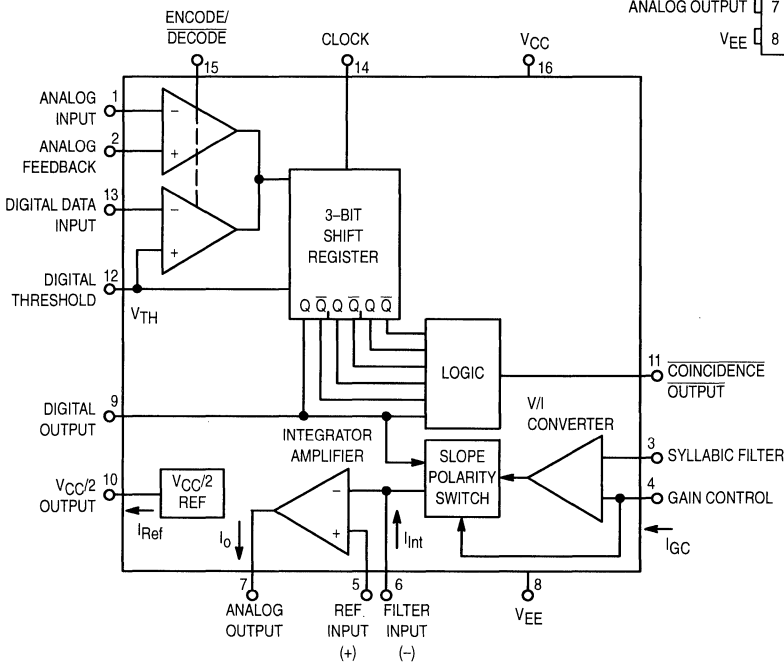 ANALOG OUTPUT 7
VEE 8
ENCODE/
DECODE
15
CLOCK
14
VCC
16
ANALOG
INPUT
1
ANALOG
FEEDBACK
2
DIGITAL DATA
INPUT
13
DIGITAL
THRESHOLD
12
VTH
−
+
−
+
3–BIT
SHIFT
REGISTER
Q Q Q Q Q Q
LOGIC
11
COINCIDENCE
OUTPUT
DIGITAL
OUTPUT
9
INTEGRATOR
AMPLIFIER
V/I
CONVERTER
SLOPE
POLARITY
SWITCH
3
SYLLABIC FILTER
4
GAIN CONTROL
VCC/2
OUTPUT
10
VCC/2
REF
IRef
Io
−
+
IInt
IGC
7
ANALOG
OUTPUT
5
REF.
INPUT
(+)
6
FILTER
INPUT
(−)
8
VEE